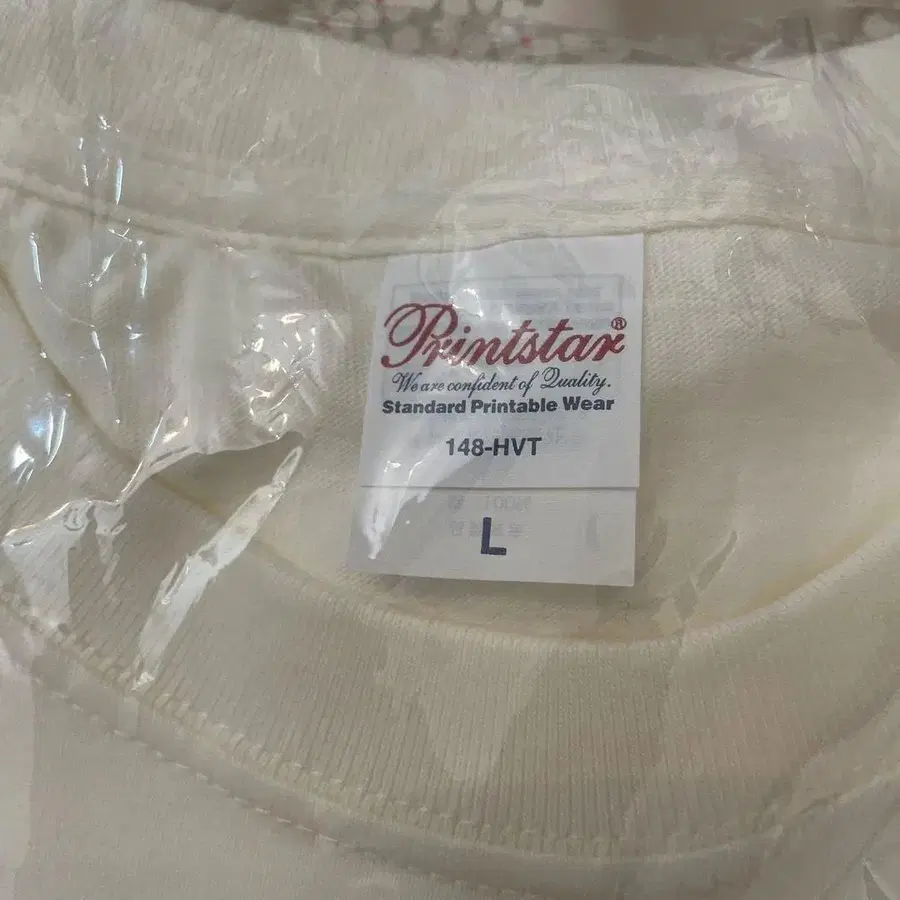 Printstar®
We are confident of Quality.
Standard Printable Wear
148-HVT
L